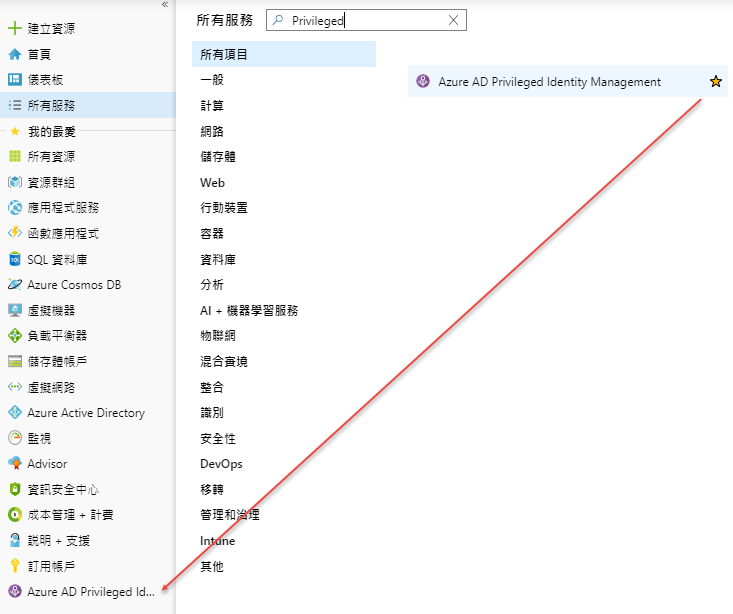 «
建立資源
首頁
儀表板
所有服務
我的最愛
所有資源
資源群組
應用程式服務
函數應用程式
SQL 資料庫
Azure Cosmos DB
虛擬機器
負載平衡器
儲存體帳戶
虛擬網路
Azure Active Directory
監視
Advisor
資訊安全中心
成本管理 + 計費
說明 + 支援
訂用帳戶
Azure AD Privileged Id...
所有服務
Privileged
所有項目
一般
計算
網路
儲存體
Web
行動裝置
容器
資料庫
分析
AI + 機器學習服務
物聯網
混合實境
整合
識別
安全性
DevOps
移轉
管理和治理
Intune
其他
Azure AD Privileged Identity Management